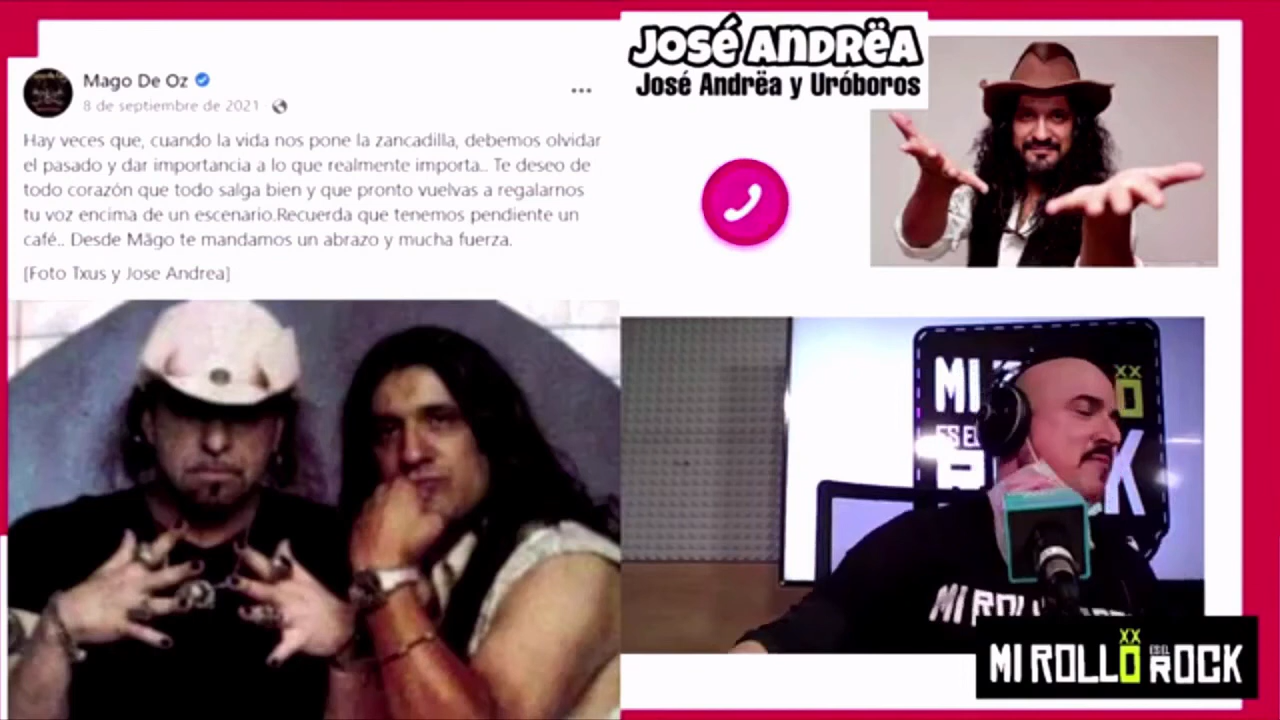 Mago De Oz
8 de septiembre de 2021
Hay veces que, cuando la vida nos pone la zancadilla, debemos olvidar
el pasado y dar importancia a lo que realmente importa.. Te deseo de
todo corazón que todo salga bien y que pronto vuelvas a regalarnos
tu voz encima de un escenario.Recuerda que tenemos pendiente un
café.. Desde Mägo te mandamos un abrazo y mucha fuerza.
[Foto Txus y Jose Andrea]
José Andrëa
José Andrëa y Uróboros
MI
ES EL
MI ROLLO ES EL ROCK